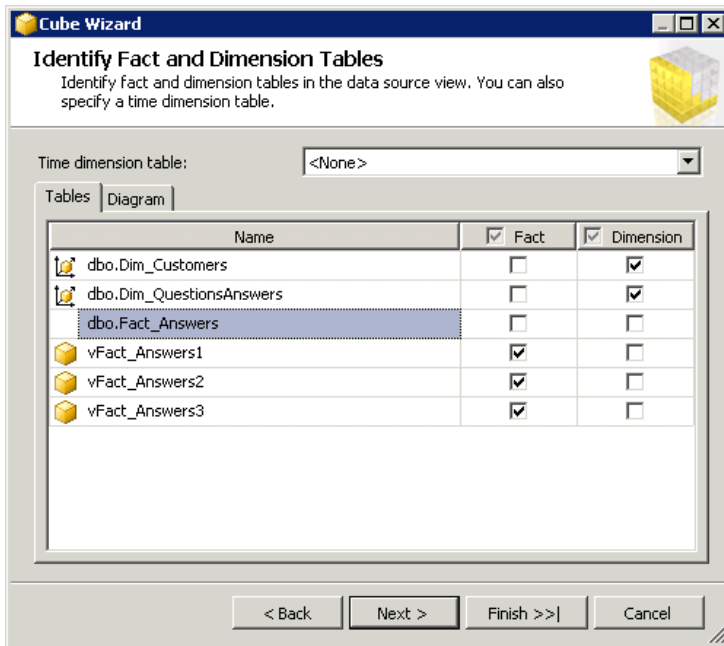 Cube Wizard
Identify Fact and Dimension Tables
Identify fact and dimension tables in the data source view. You can also
specify a time dimension table.
Time dimension table: <None>
Tables Diagram
Name Fact Dimension
dbo.Dim_Customers
dbo.Dim_QuestionsAnswers
dbo.Fact_Answers
vFact_Answers1
vFact_Answers2
vFact_Answers3
< Back Next > Finish >>| Cancel